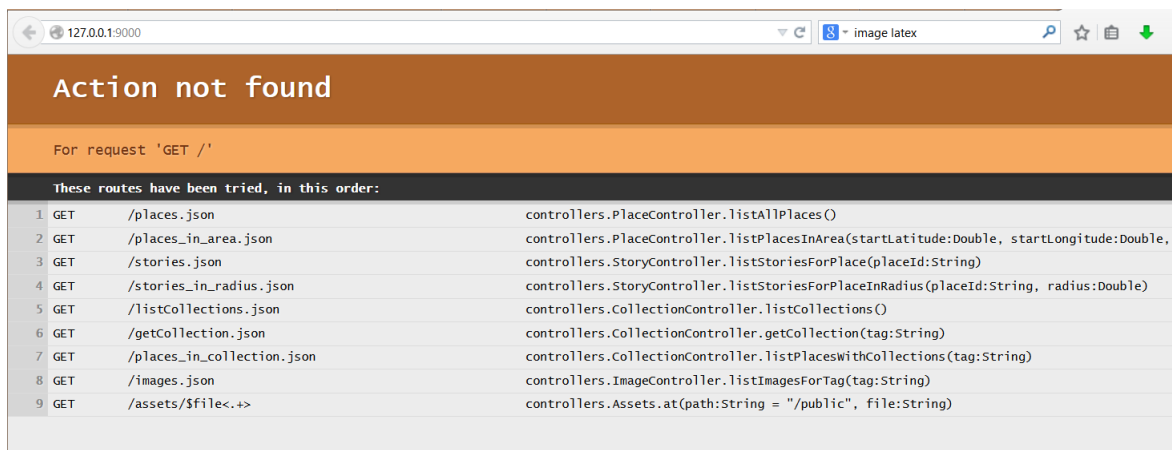 127.0.0.1:9000
image latex
Action not found
For request 'GET /'
These routes have been tried, in this order:
1 GET /places.json controllers.PlaceController.listAllPlaces()
2 GET /places_in_area.json controllers.PlaceController.listPlacesInArea(startLatitude:Double, startLongitude:Double,
3 GET /stories.json controllers.StoryController.listStoriesForPlace(placeId:String)
4 GET /stories_in_radius.json controllers.StoryController.listStoriesForPlaceInRadius(placeId:String, radius:Double)
5 GET /listCollections.json controllers.CollectionController.listCollections()
6 GET /getCollection.json controllers.CollectionController.getCollection(tag:String)
7 GET /places_in_collection.json controllers.CollectionController.listPlacesWithCollections(tag:String)
8 GET /images.json controllers.ImageController.listImagesForTag(tag:String)
9 GET /assets/$file<.+> controllers.Assets.at(path:String = "/public", file:String)